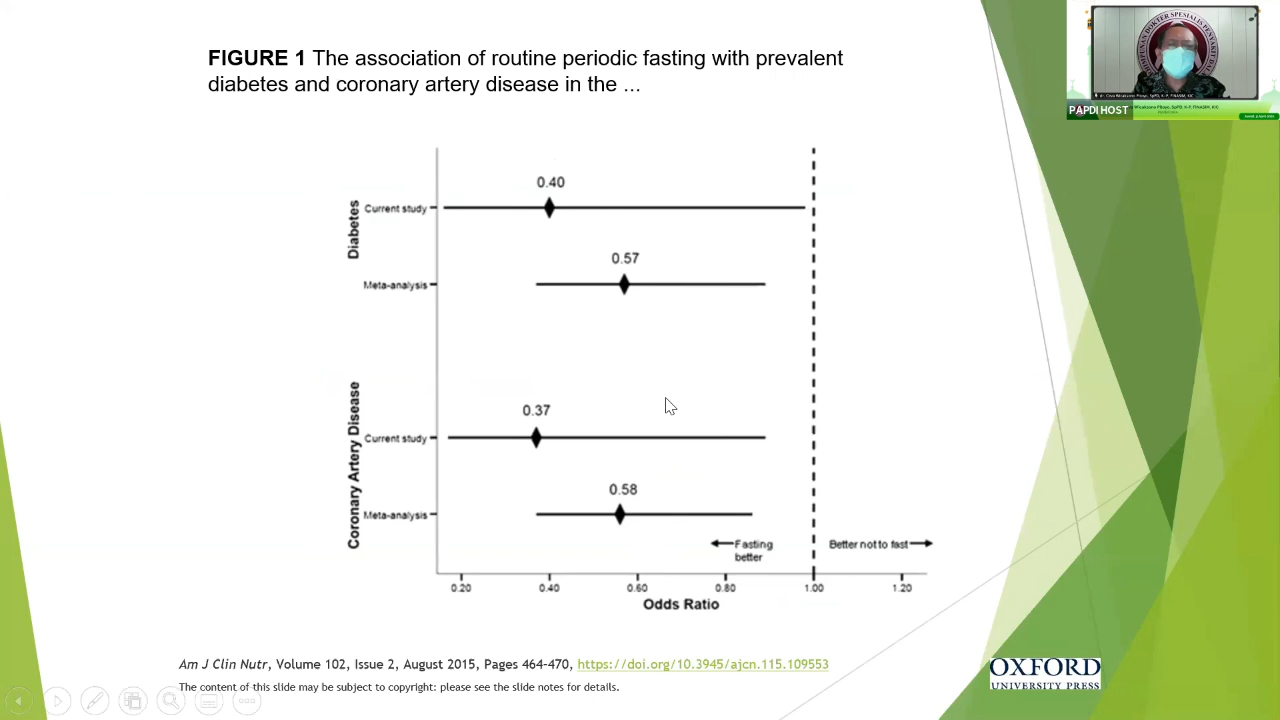 FIGURE 1 The association of routine periodic fasting with prevalent
diabetes and coronary artery disease in the ...
PAPDI HOST
Diabetes
Current study
0.40
Meta-analysis
0.57
Coronary Artery Disease
Current study
0.37
Meta-analysis
0.58
Fasting
better
Better not to fast
0.20 0.40 0.60 0.80 1.00 1.20
Odds Ratio
Am J Clin Nutr, Volume 102, Issue 2, August 2015, Pages 464-470, https://doi.org/10.3945/ajcn.115.109553
The content of this slide may be subject to copyright: please see the slide notes for details.
OXFORD
UNIVERSITY PRESS